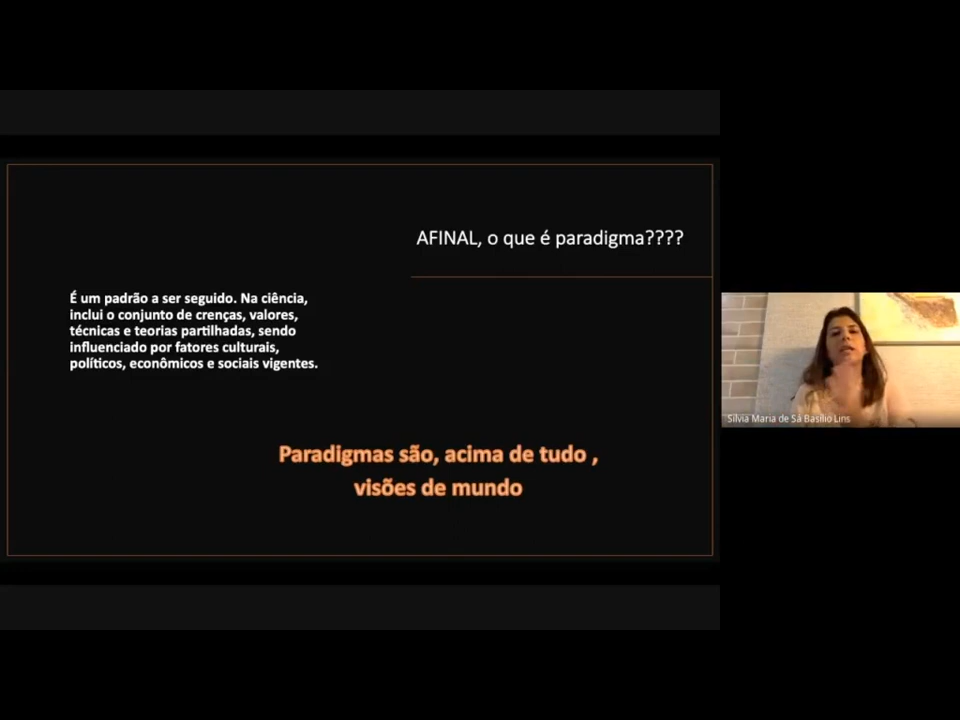 AFINAL, o que é paradigma????
É um padrão a ser seguido. Na ciência,
inclui o conjunto de crenças, valores,
técnicas e teorias partilhadas, sendo
influenciado por fatores culturais,
políticos, econômicos e sociais vigentes.
Paradigmas são, acima de tudo ,
visões de mundo
Sílvia Maria de Sá Basilio Lins